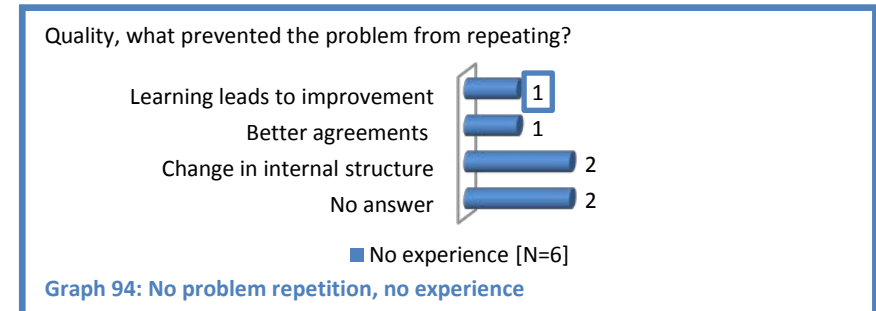 Quality, what prevented the problem from repeating?
Learning leads to improvement 1
Better agreements 1
Change in internal structure 2
No answer 2
No experience [N=6]
Graph 94: No problem repetition, no experience